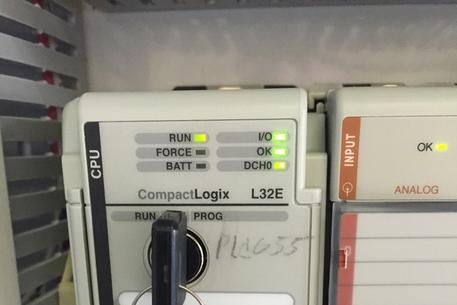 CPU
RUN I/O
FORCE OK
BATT DCH0
CompactLogix L32E
RUN PROG
INPUT
OK
ANALOG